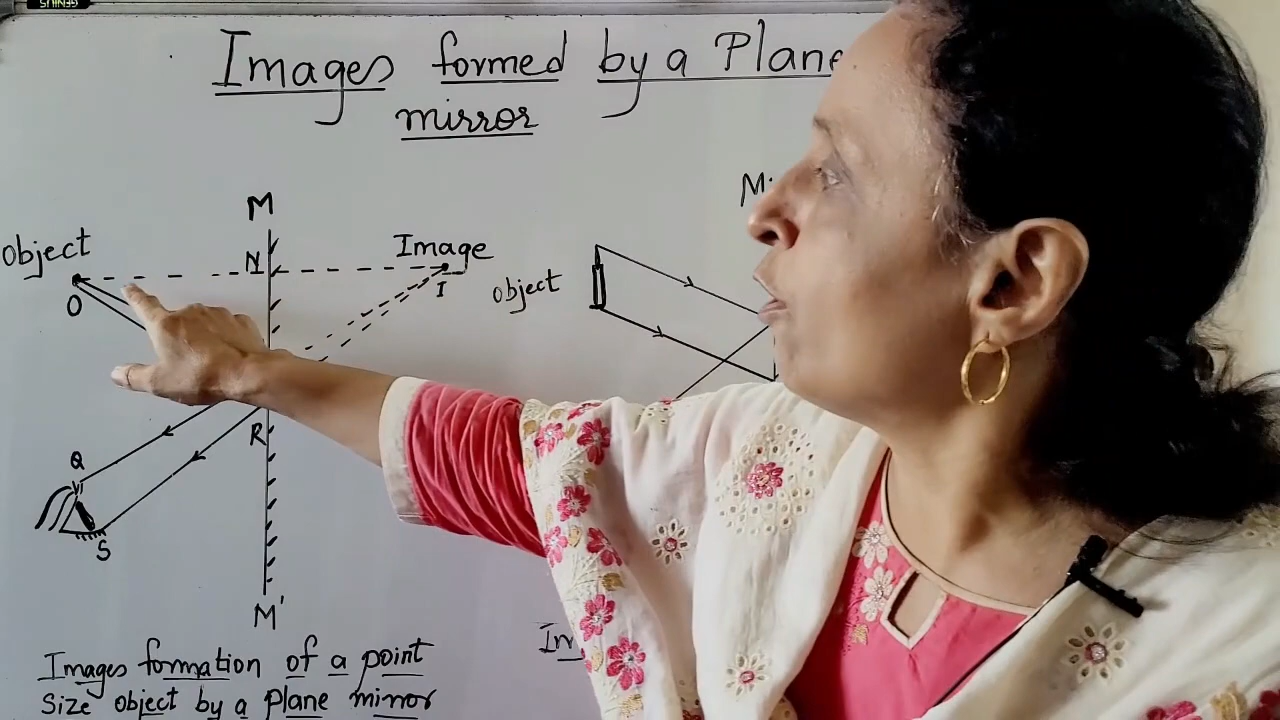 Images formed by a Plane
mirror
M
Object
N
Image
O
I
M
object
R
Q
S
M'
Images formation of a point
Size object by a plane mirror